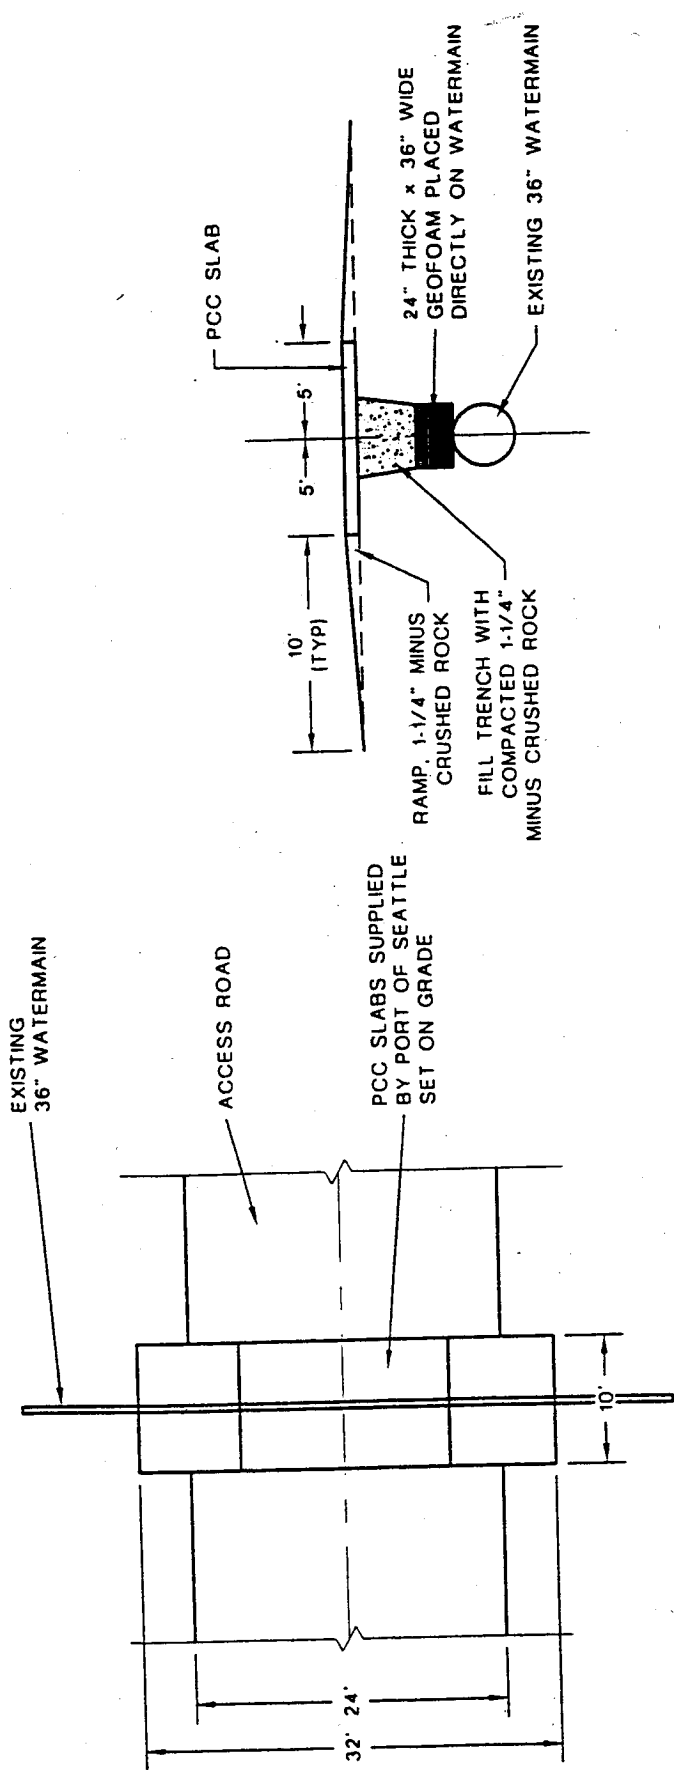 EXISTING
36" WATERMAIN
ACCESS ROAD
PCC SLABS SUPPLIED
BY PORT OF SEATTLE
SET ON GRADE
10'
24'
32'
PCC SLAB
5'
5'
10'
(TYP)
24" THICK x 36" WIDE
GEOFOAM PLACED
DIRECTLY ON WATERMAIN
EXISTING 36" WATERMAIN
RAMP, 1-1/4" MINUS
CRUSHED ROCK
FILL TRENCH WITH
COMPACTED 1-1/4"
MINUS CRUSHED ROCK